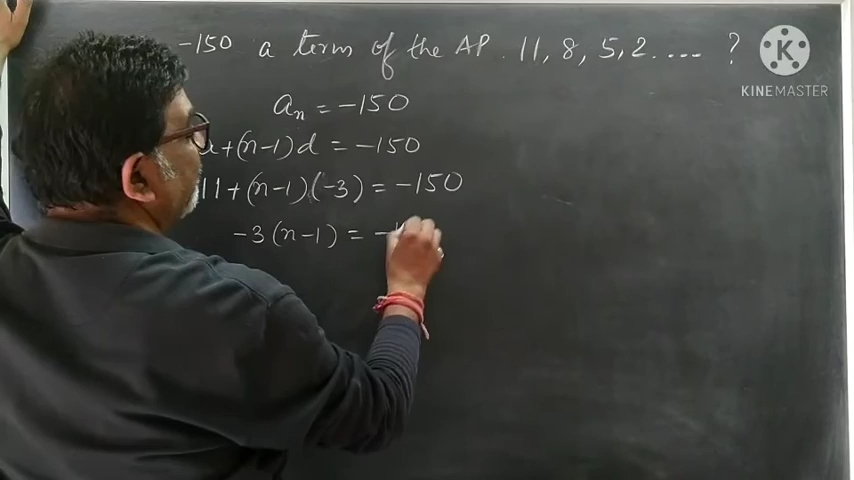 -150 a term of the AP. 11, 8, 5, 2 .... ?
K
KINEMASTER
aₙ = -150
+(n-1)d = -150
11 + (n-1)(-3) = -150
-3(n-1) = -